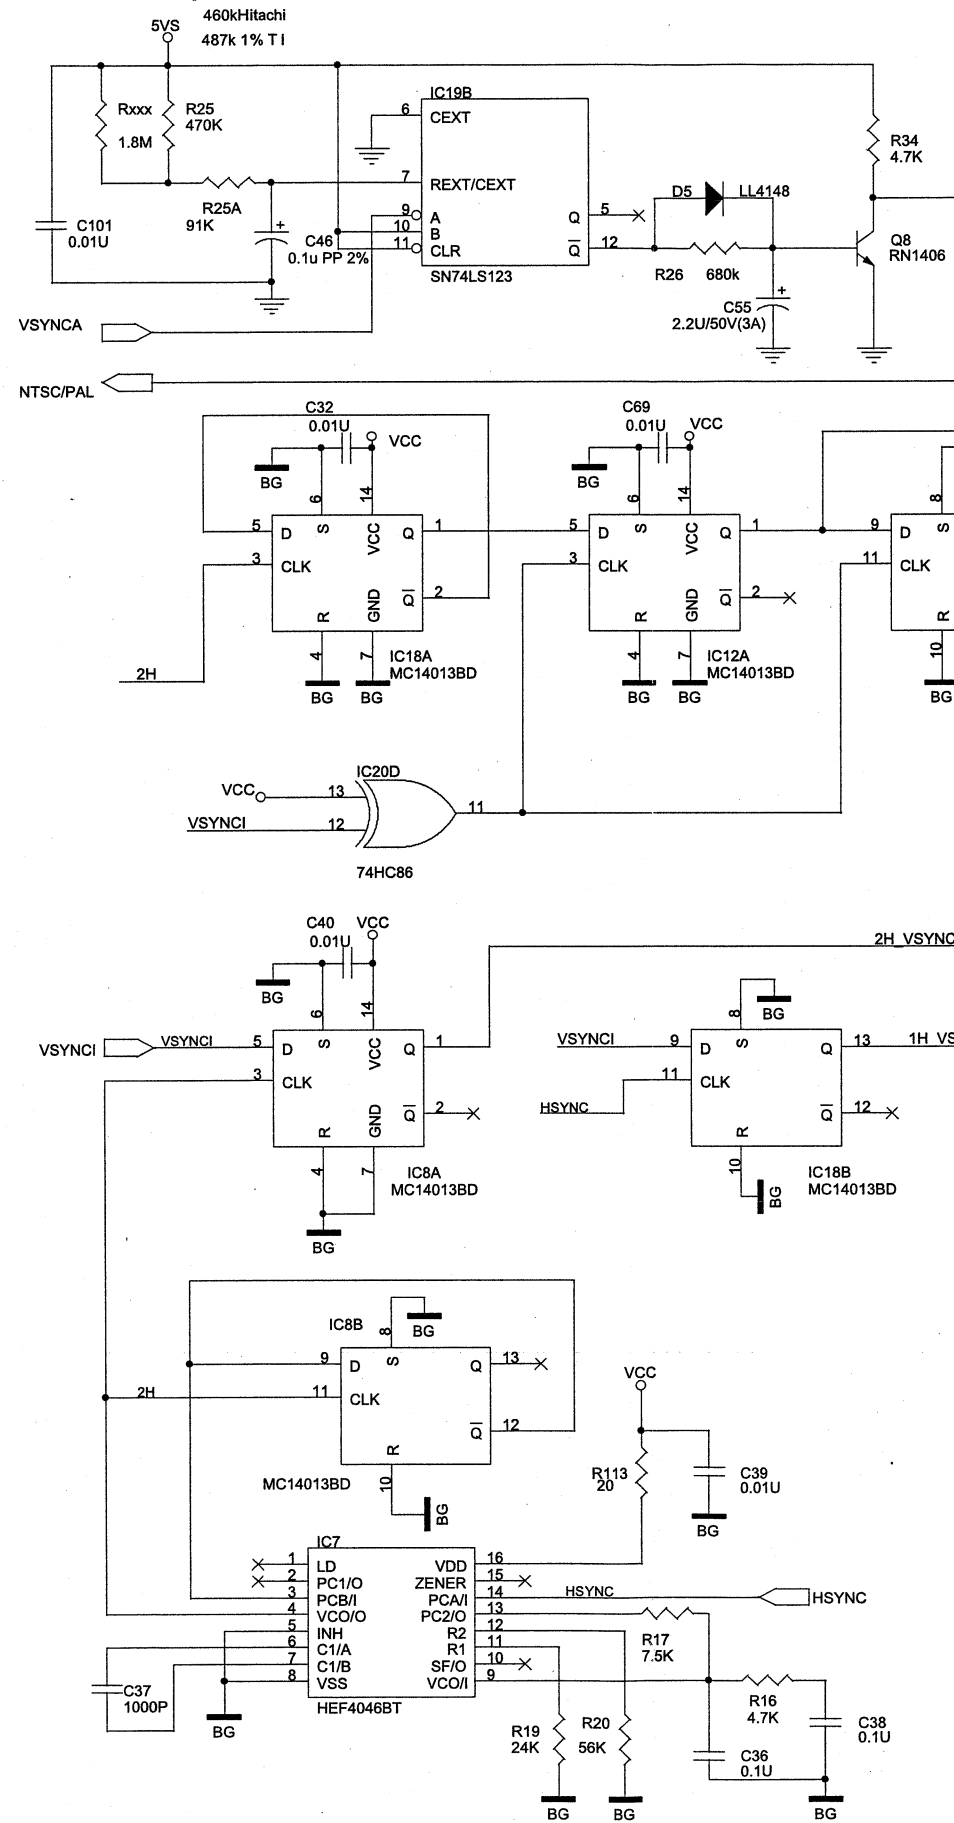 460kHitachi
5VS
487k 1% T I
Rxxx
1.8M
R25
470K
R25A
91K
C101
0.01U
C46
0.1u PP 2%
IC19B
6 CEXT
7 REXT/CEXT
9 A
10 B
11 CLR
Q 5
Q 12
SN74LS123
D5 LL4148
R26 680k
C55
2.2U/50V(3A)
R34
4.7K
Q8
RN1406
VSYNCA
NTSC/PAL
C32
0.01U
VCC
BG
6 14
5 D S VCC Q 1
3 CLK
R GND Q 2
4 7
IC18A
MC14013BD
BG BG
2H
C69
0.01U
VCC
BG
6 14
5 D S VCC Q 1
3 CLK
R GND Q 2
4 7
IC12A
MC14013BD
BG BG
8
9 D S
11 CLK
R
10
BG
IC20D
VCC 13
VSYNCI 12
11
74HC86
C40
0.01U
VCC
BG
6 14
VSYNCI VSYNCI 5 D S VCC Q 1
3 CLK
R GND Q 2
4 7
IC8A
MC14013BD
BG
2H_VSYNC
8 BG
VSYNCI 9 D S Q 13 1H_VS
HSYNC 11 CLK
R Q 12
10
BG
IC18B
MC14013BD
IC8B
8 BG
9 D S Q 13
2H 11 CLK
R Q 12
10
BG
MC14013BD
VCC
R113
20
C39
0.01U
BG
IC7
1 LD VDD 16
2 PC1/O ZENER 15
3 PCB/I PCA/I 14 HSYNC HSYNC
4 VCO/O PC2/O 13
5 INH R2 12
6 C1/A R1 11
7 C1/B SF/O 10
8 VSS VCO/I 9
HEF4046BT
C37
1000P
BG
R17
7.5K
R16
4.7K
R19
24K
R20
56K
C36
0.1U
C38
0.1U
BG BG BG